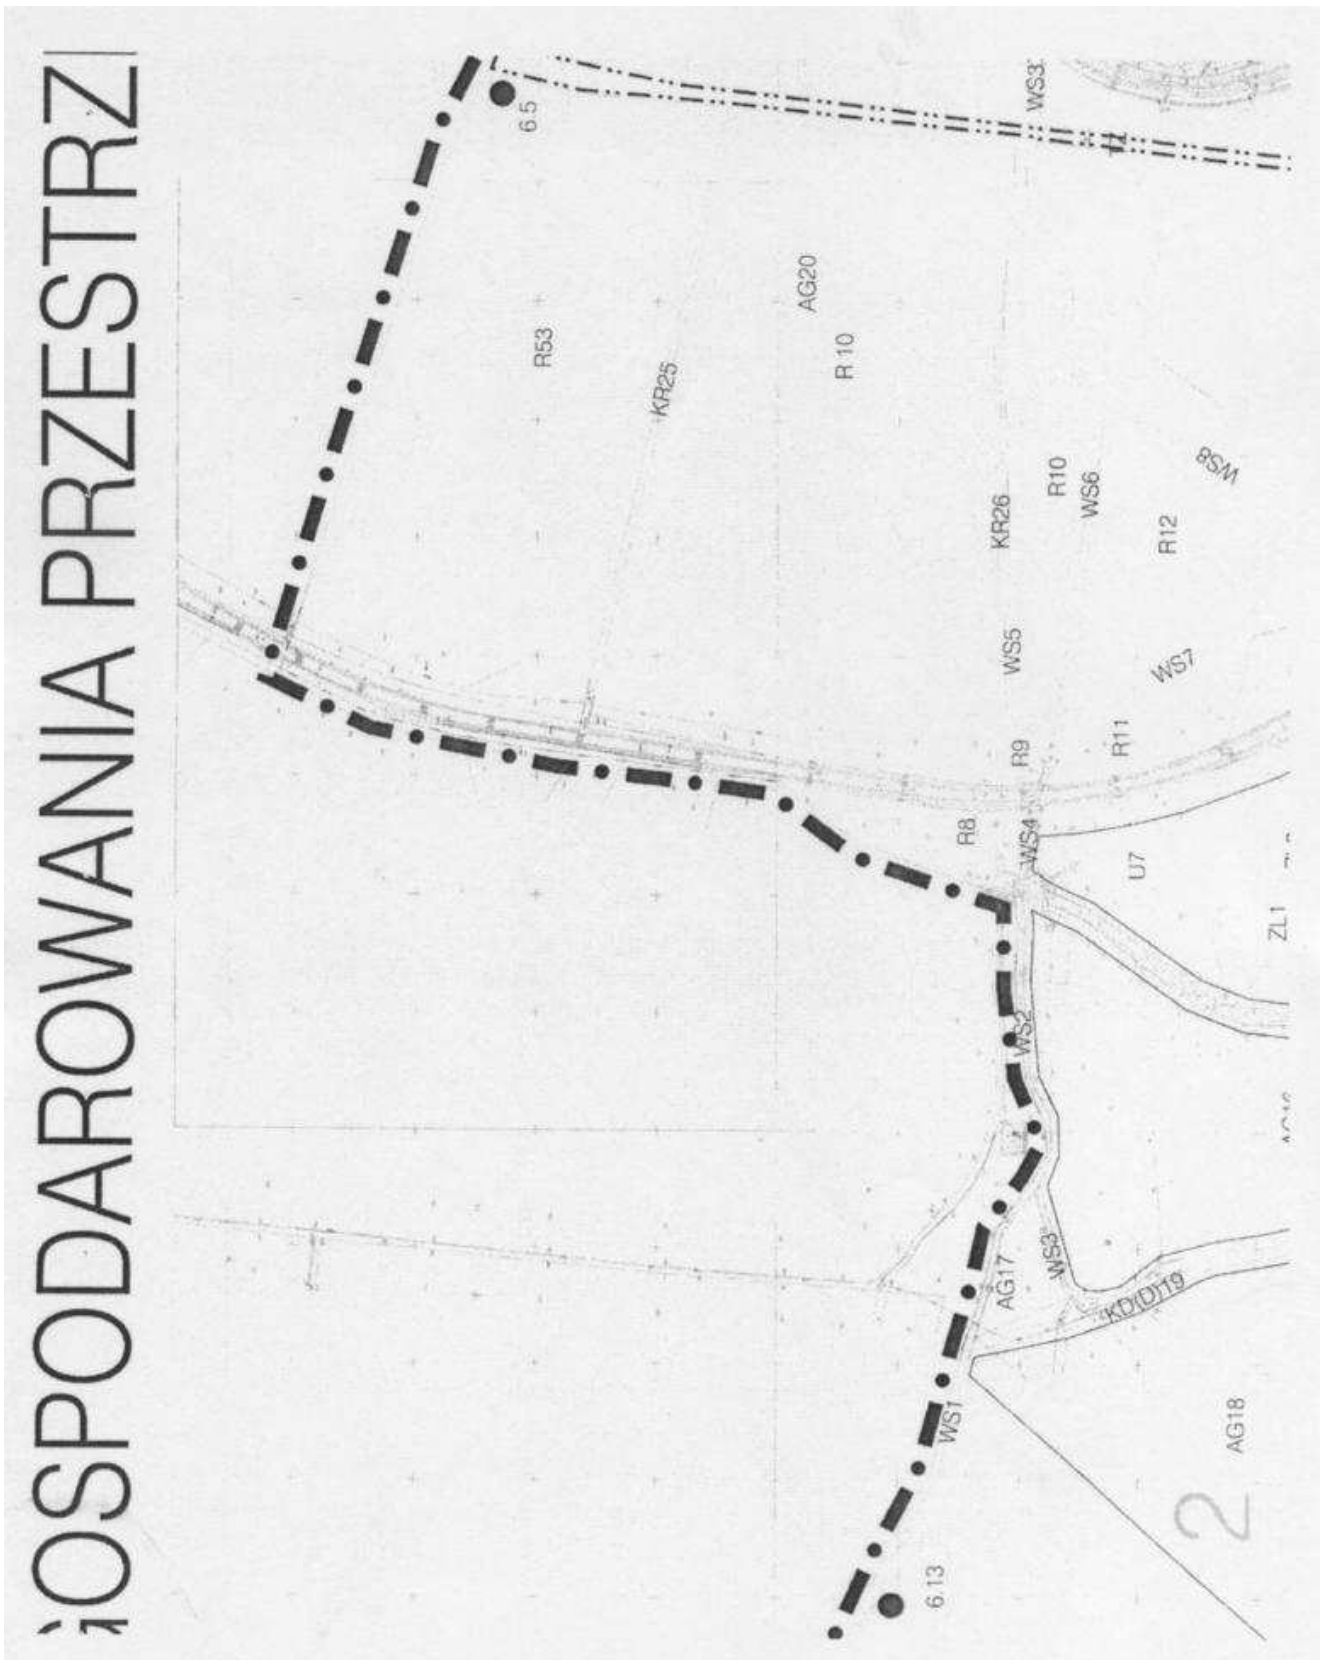 OSPODAROWANIA PRZESTRZ
6.5
WS3
R53
KR25
AG20
R 10
KR26
R10
WS6
WS8
R12
WS5
WS7
R9
R11
R8
WS4
U7
ZL1
WS2
WS3
AG17
KD(D)19
WS1
AG18
2
6.13